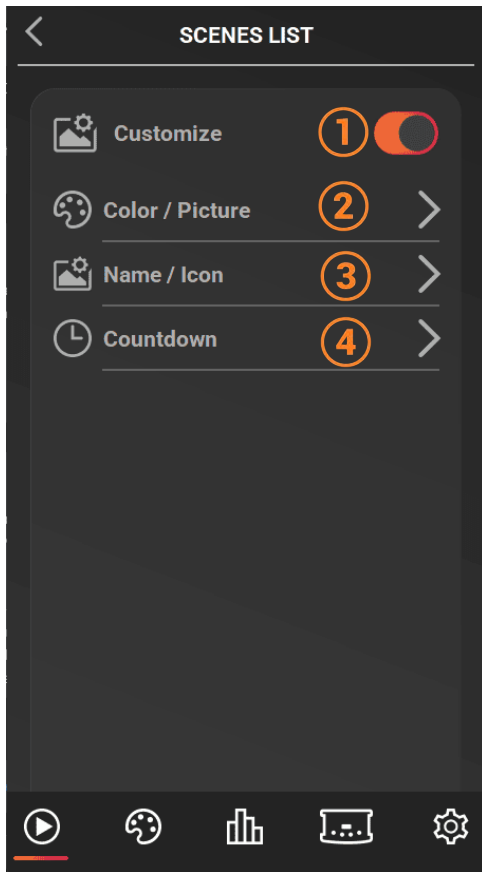 SCENES LIST
Customize 1
Color / Picture 2
Name / Icon 3
Countdown 4